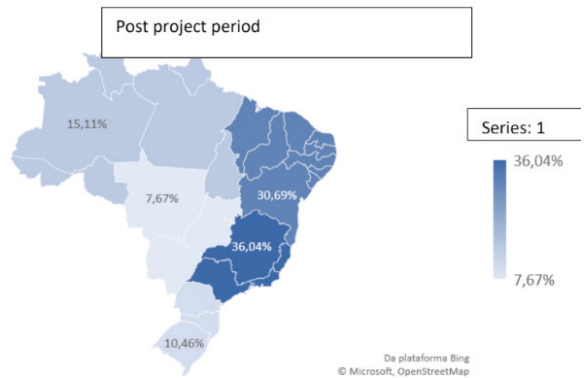 Post project period
15,11%
Series: 1
36,04%
7,67%
30,69%
36,04%
7,67%
10,46%
Da plataforma Bing
© Microsoft, OpenStreetMap